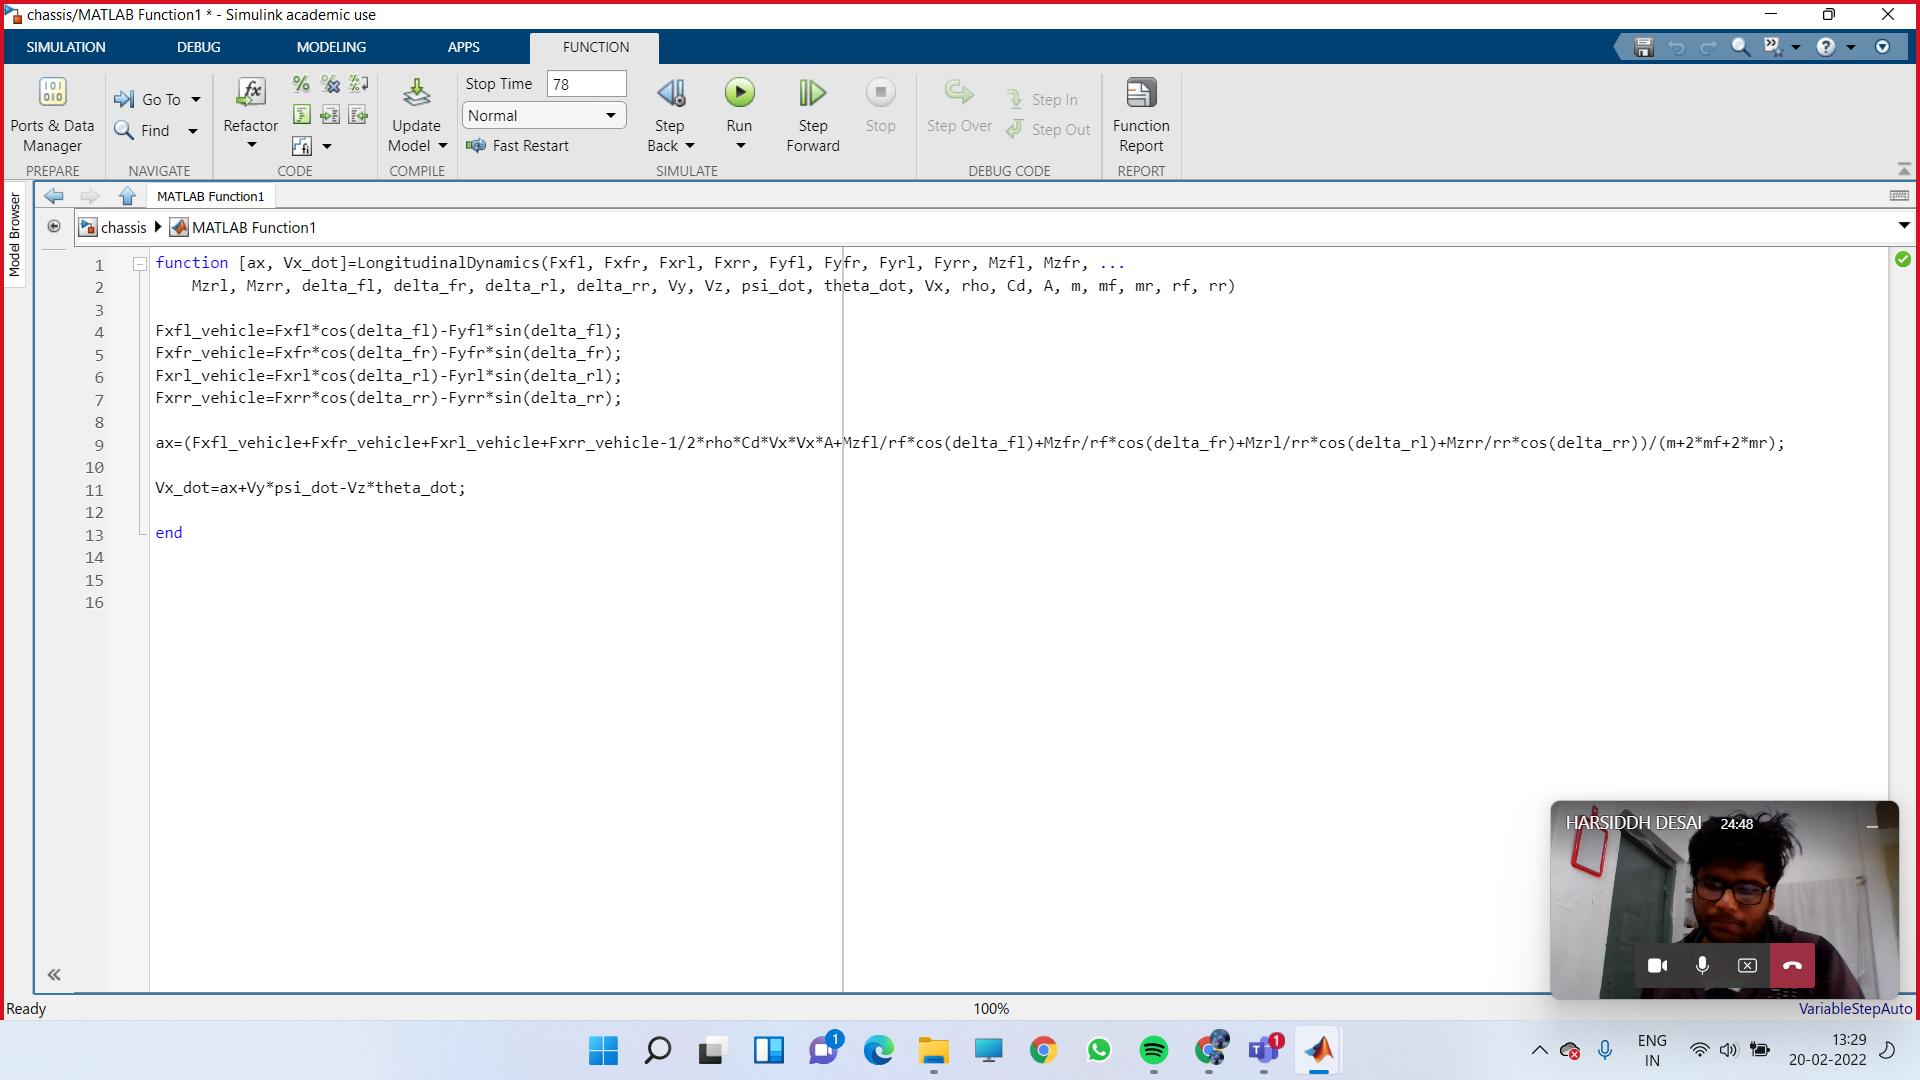 chassis/MATLAB Function1 * - Simulink academic use
SIMULATION DEBUG MODELING APPS FUNCTION
Ports & Data Manager
PREPARE
Go To
Find
NAVIGATE
Refactor
CODE
Update Model
COMPILE
Stop Time 78
Normal
Fast Restart
Step Back
Run
Step Forward
Stop
SIMULATE
Step Over
Step In
Step Out
DEBUG CODE
Function Report
REPORT
Model Browser
MATLAB Function1
chassis MATLAB Function1
1 function [ax, Vx_dot]=LongitudinalDynamics(Fxfl, Fxfr, Fxrl, Fxrr, Fyfl, Fyfr, Fyrl, Fyrr, Mzfl, Mzfr, ...
2 Mzrl, Mzrr, delta_fl, delta_fr, delta_rl, delta_rr, Vy, Vz, psi_dot, theta_dot, Vx, rho, Cd, A, m, mf, mr, rf, rr)
3
4 Fxfl_vehicle=Fxfl*cos(delta_fl)-Fyfl*sin(delta_fl);
5 Fxfr_vehicle=Fxfr*cos(delta_fr)-Fyfr*sin(delta_fr);
6 Fxrl_vehicle=Fxrl*cos(delta_rl)-Fyrl*sin(delta_rl);
7 Fxrr_vehicle=Fxrr*cos(delta_rr)-Fyrr*sin(delta_rr);
8
9 ax=(Fxfl_vehicle+Fxfr_vehicle+Fxrl_vehicle+Fxrr_vehicle-1/2*rho*Cd*Vx*Vx*A+Mzfl/rf*cos(delta_fl)+Mzfr/rf*cos(delta_fr)+Mzrl/rr*cos(delta_rl)+Mzrr/rr*cos(delta_rr))/(m+2*mf+2*mr);
10
11 Vx_dot=ax+Vy*psi_dot-Vz*theta_dot;
12
13 end
14
15
16
HARSIDDH DESAI 24:48
Ready 100% VariableStepAuto
1
1
ENG
IN
13:29
20-02-2022